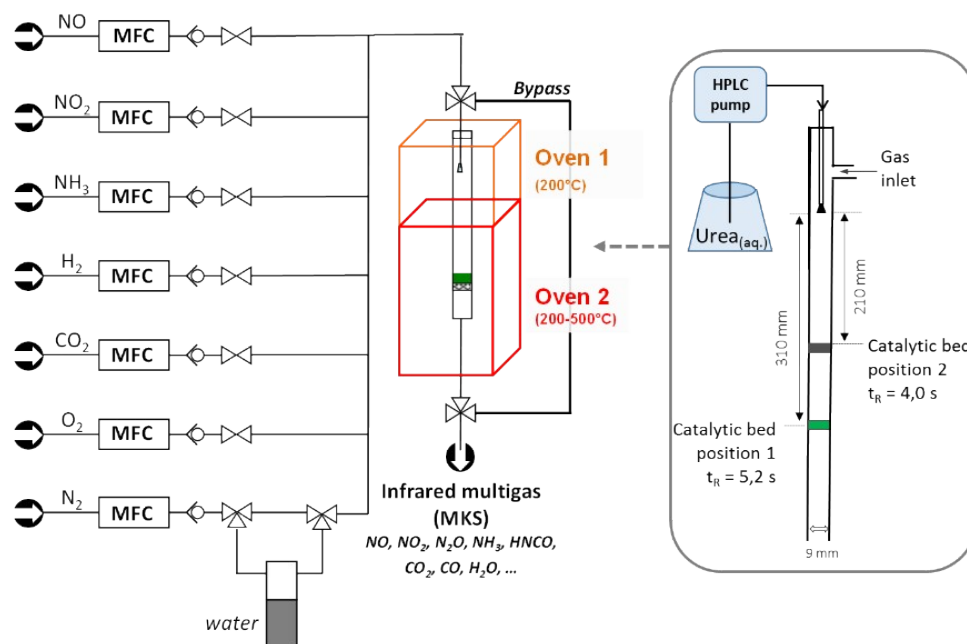 NO
MFC
NO₂
MFC
NH₃
MFC
H₂
MFC
CO₂
MFC
O₂
MFC
N₂
MFC
water
Bypass
Oven 1
(200°C)
Oven 2
(200-500°C)
Infrared multigas
(MKS)
NO, NO₂, N₂O, NH₃, HNCO,
CO₂, CO, H₂O, ...
HPLC
pump
Urea(aq.)
Gas
inlet
210 mm
310 mm
Catalytic bed
position 2
tR = 4,0 s
Catalytic bed
position 1
tR = 5,2 s
9 mm